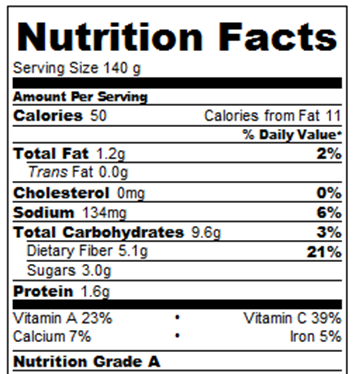 Nutrition Facts
Serving Size 140 g
Amount Per Serving
Calories 50 Calories from Fat 11
% Daily Value*
Total Fat 1.2g 2%
Trans Fat 0.0g
Cholesterol 0mg 0%
Sodium 134mg 6%
Total Carbohydrates 9.6g 3%
Dietary Fiber 5.1g 21%
Sugars 3.0g
Protein 1.6g
Vitamin A 23% • Vitamin C 39%
Calcium 7% • Iron 5%
Nutrition Grade A